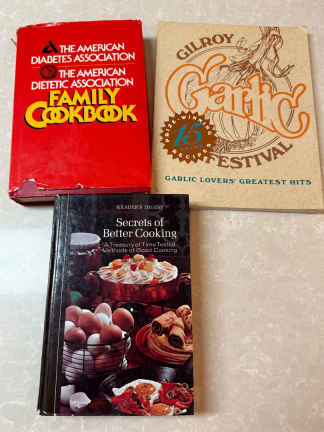 THE AMERICAN
DIABETES ASSOCIATION
THE AMERICAN
DIETETIC ASSOCIATION
FAMILY
COOKBOOK
GILROY
Garlic
15
FESTIVAL
GARLIC LOVERS' GREATEST HITS
READER'S DIGEST
Secrets of
Better Cooking
A Treasury of Time-Tested
Methods of Good Cooking